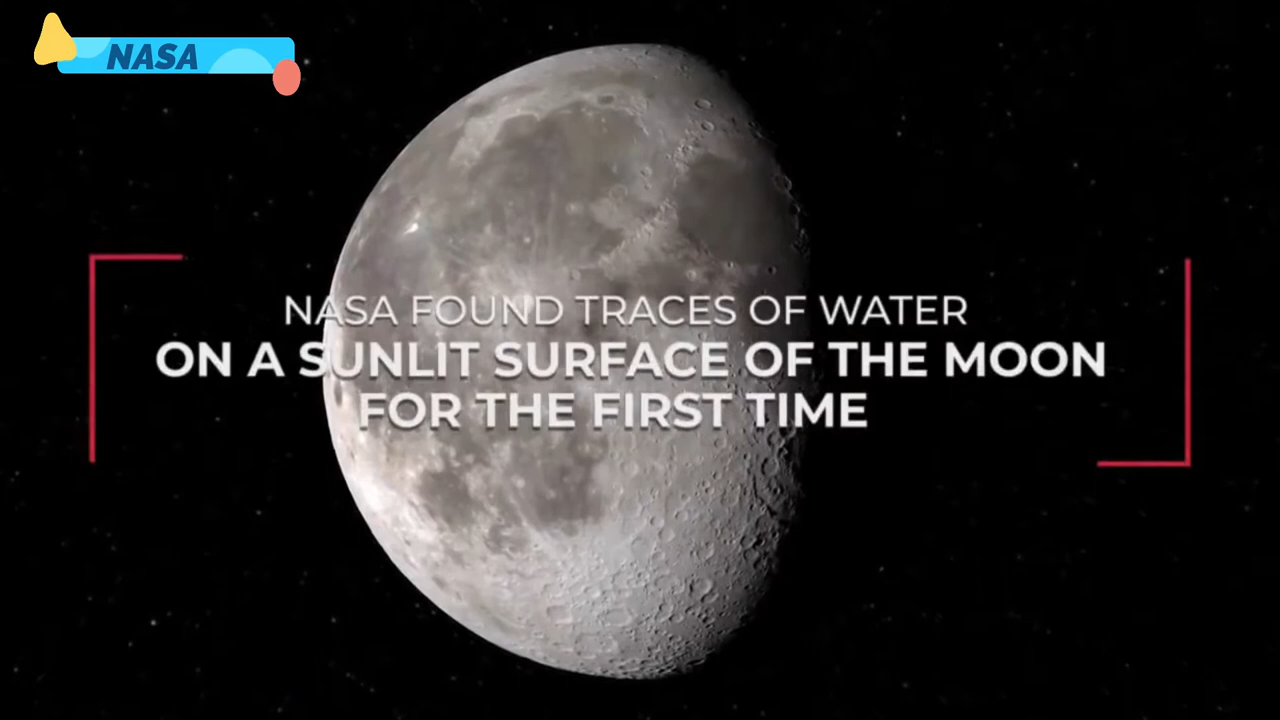 NASA
NASA FOUND TRACES OF WATER
ON A SUNLIT SURFACE OF THE MOON
FOR THE FIRST TIME